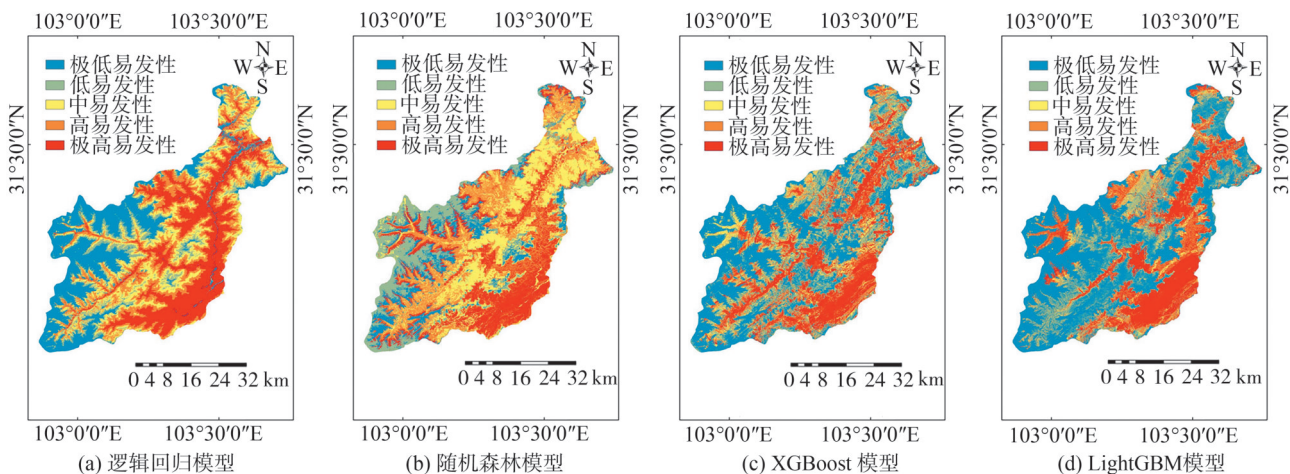 103°0′0″E 103°30′0″E
N
W E
S
极低易发性
低易发性
中易发性
高易发性
极高易发性
31°30′0″N
31°30′0″N
0 4 8 16 24 32 km
103°0′0″E 103°30′0″E
(a) 逻辑回归模型
103°0′0″E 103°30′0″E
N
W E
S
极低易发性
低易发性
中易发性
高易发性
极高易发性
31°30′0″N
31°30′0″N
0 4 8 16 24 32 km
103°0′0″E 103°30′0″E
(b) 随机森林模型
103°0′0″E 103°30′0″E
N
W E
S
极低易发性
低易发性
中易发性
高易发性
极高易发性
31°30′0″N
31°30′0″N
0 4 8 16 24 32 km
103°0′0″E 103°30′0″E
(c) XGBoost 模型
103°0′0″E 103°30′0″E
N
W E
S
极低易发性
低易发性
中易发性
高易发性
极高易发性
31°30′0″N
31°30′0″N
0 4 8 16 24 32 km
103°0′0″E 103°30′0″E
(d) LightGBM模型